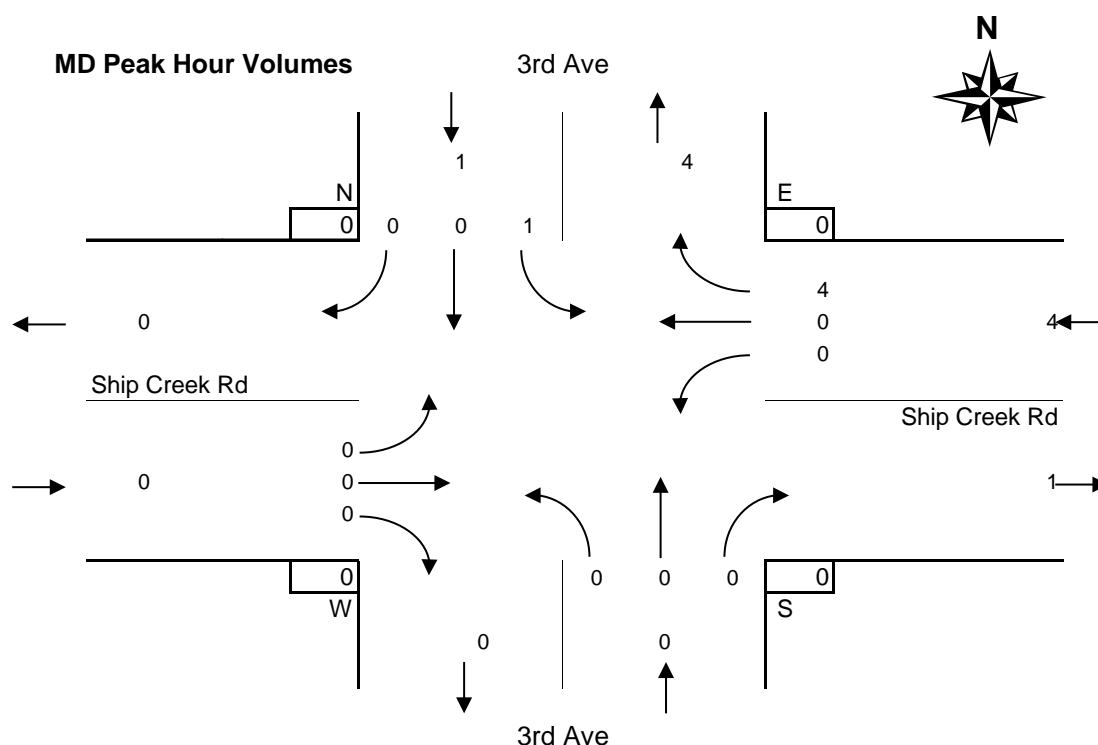 N
MD Peak Hour Volumes 3rd Ave
1 4
N E
0 0 0 1 0
4
0 0 4
0
Ship Creek Rd
Ship Creek Rd
0
0 0 1
0
0 0 0 0 0
W S
0 0
3rd Ave